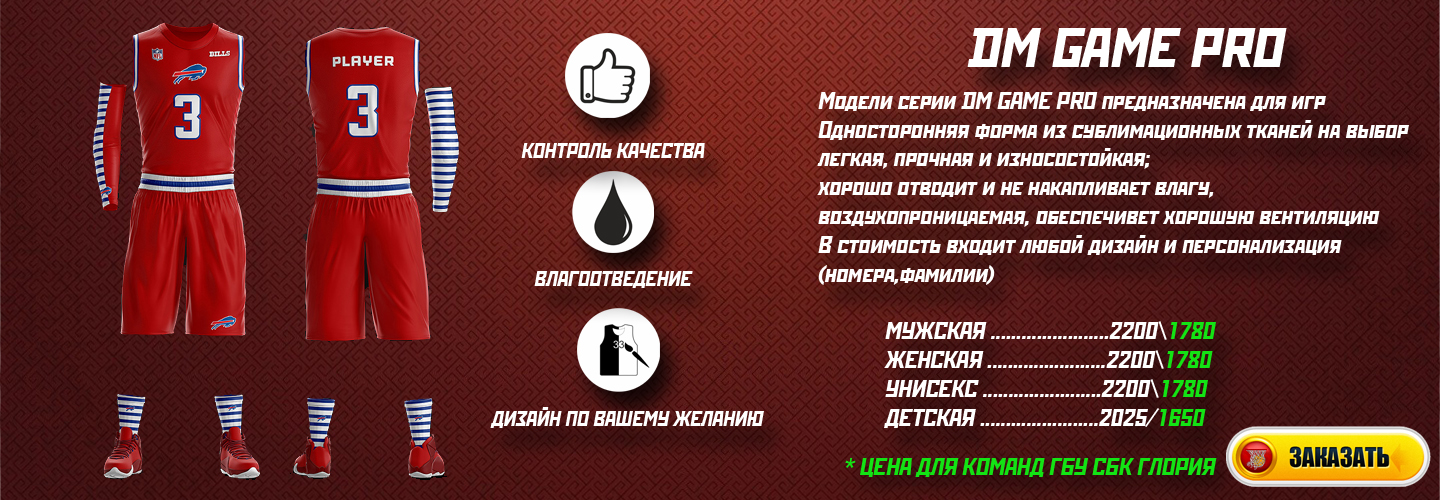 BILLS
3
PLAYER
3
КОНТРОЛЬ КАЧЕСТВА
ВЛАГООТВЕДЕНИЕ
33
ДИЗАЙН ПО ВАШЕМУ ЖЕЛАНИЮ
DM GAME PRO
Модели серии DM GAME PRO предназначена для игр
Односторонняя форма из сублимационных тканей на выбор
легкая, прочная и износостойкая;
хорошо отводит и не накапливает влагу,
воздухопроницаемая, обеспечивет хорошую вентиляцию
В стоимость входит любой дизайн и персонализация
(номера,фамилии)
МУЖСКАЯ .......................2200\1780
ЖЕНСКАЯ .......................2200\1780
УНИСЕКС .......................2200\1780
ДЕТСКАЯ .......................2025/1650
* ЦЕНА ДЛЯ КОМАНД ГБУ СБК ГЛОРИЯ
ЗАКАЗАТЬ